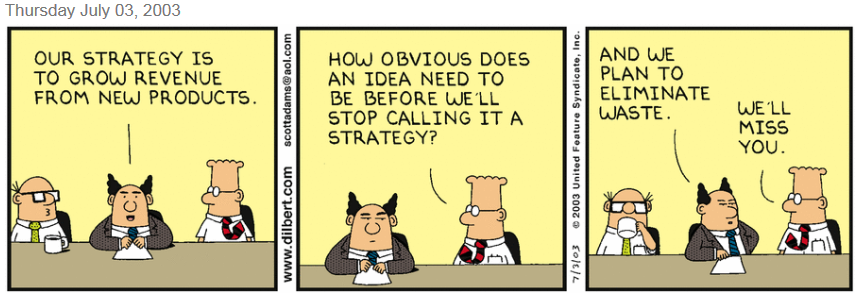 Thursday July 03, 2003
OUR STRATEGY IS
TO GROW REVENUE
FROM NEW PRODUCTS.
www.dilbert.com scottadams@aol.com
HOW OBVIOUS DOES
AN IDEA NEED TO
BE BEFORE WE'LL
STOP CALLING IT A
STRATEGY?
7/3/03 © 2003 United Feature Syndicate, Inc.
AND WE
PLAN TO
ELIMINATE
WASTE.
WE'LL
MISS
YOU.